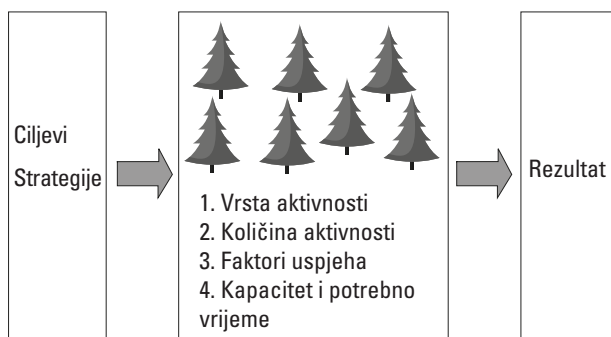 Ciljevi
Strategije
1. Vrsta aktivnosti
2. Količina aktivnosti
3. Faktori uspjeha
4. Kapacitet i potrebno
vrijeme
Rezultat